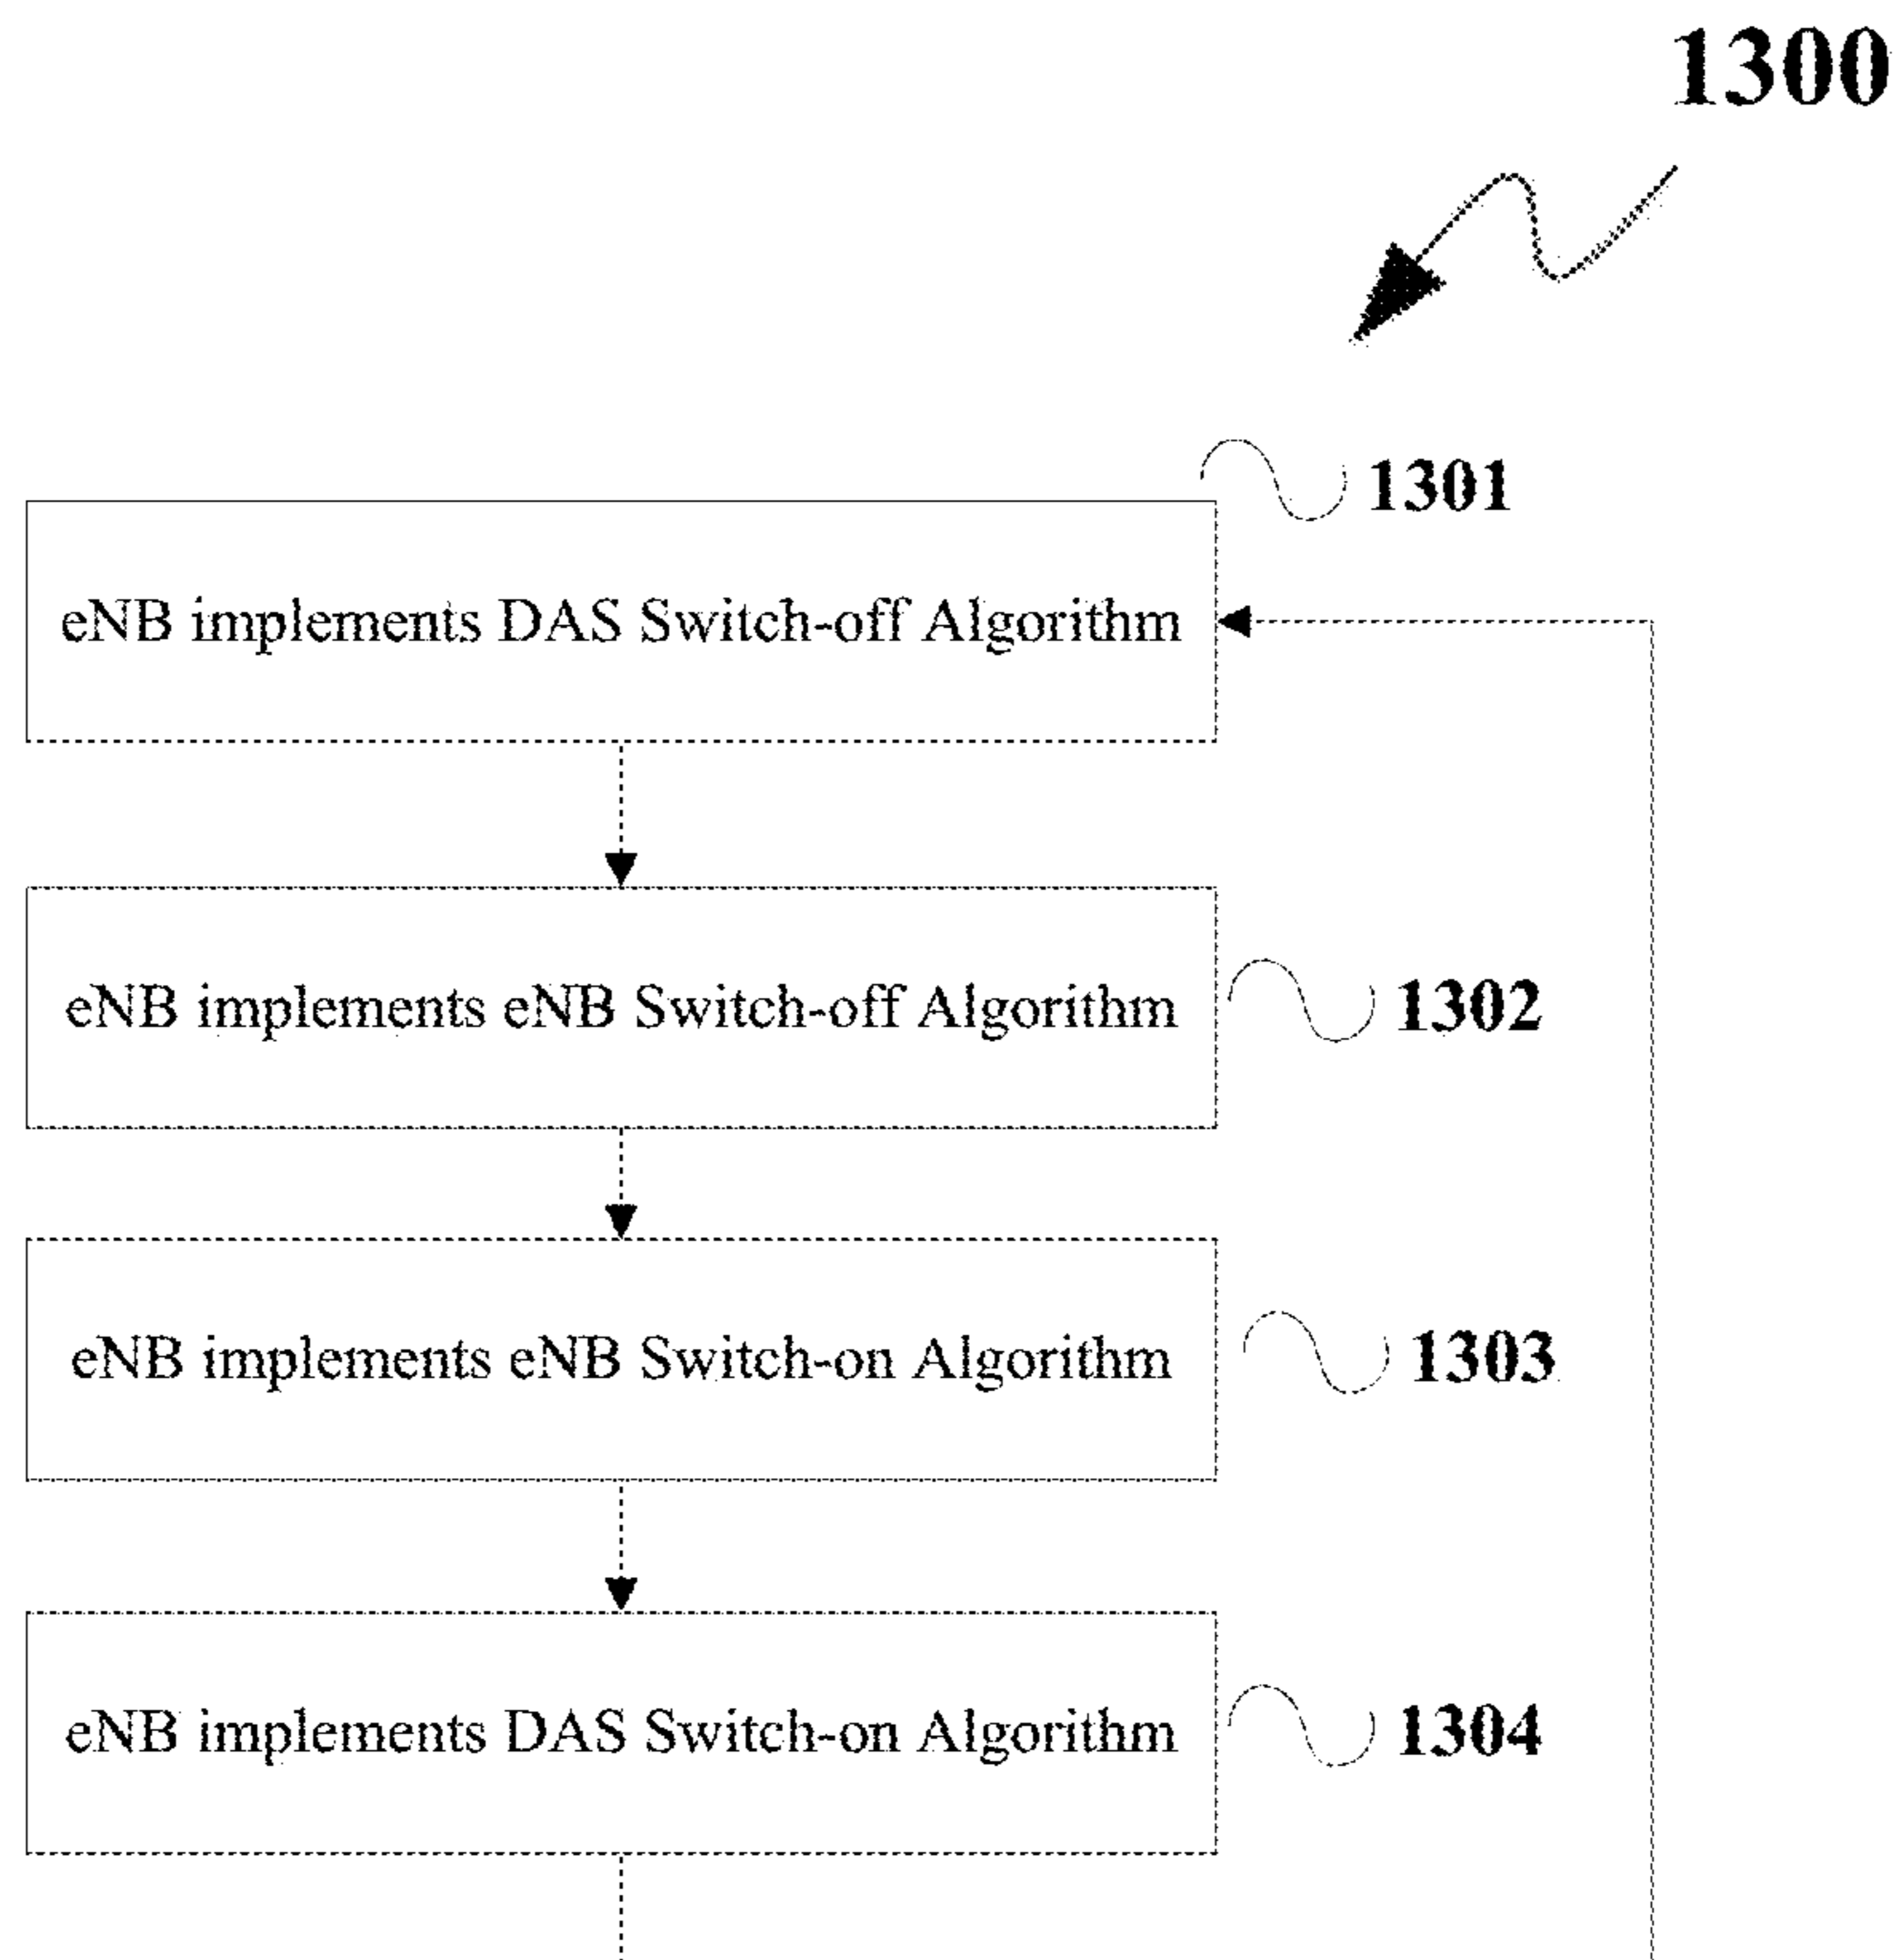 1300
1301
eNB implements DAS Switch-off Algorithm
eNB implements eNB Switch-off Algorithm
1302
eNB implements eNB Switch-on Algorithm
1303
eNB implements DAS Switch-on Algorithm
1304